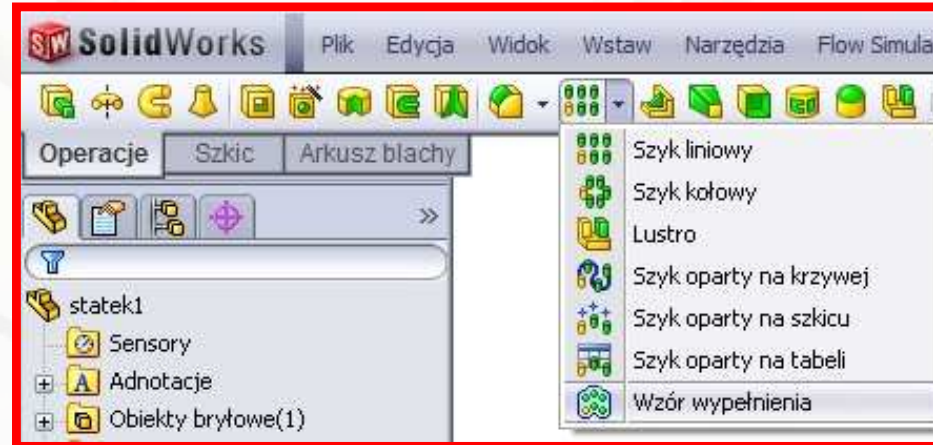 SolidWorks Plik Edycja Widok Wstaw Narzędzia Flow Simula
Operacje Szkic Arkusz blachy
Szyk liniowy
Szyk kołowy
Lustro
Szyk oparty na krzywej
Szyk oparty na szkicu
Szyk oparty na tabeli
Wzór wypełnienia
statek1
Sensory
Adnotacje
Obiekty bryłowe(1)